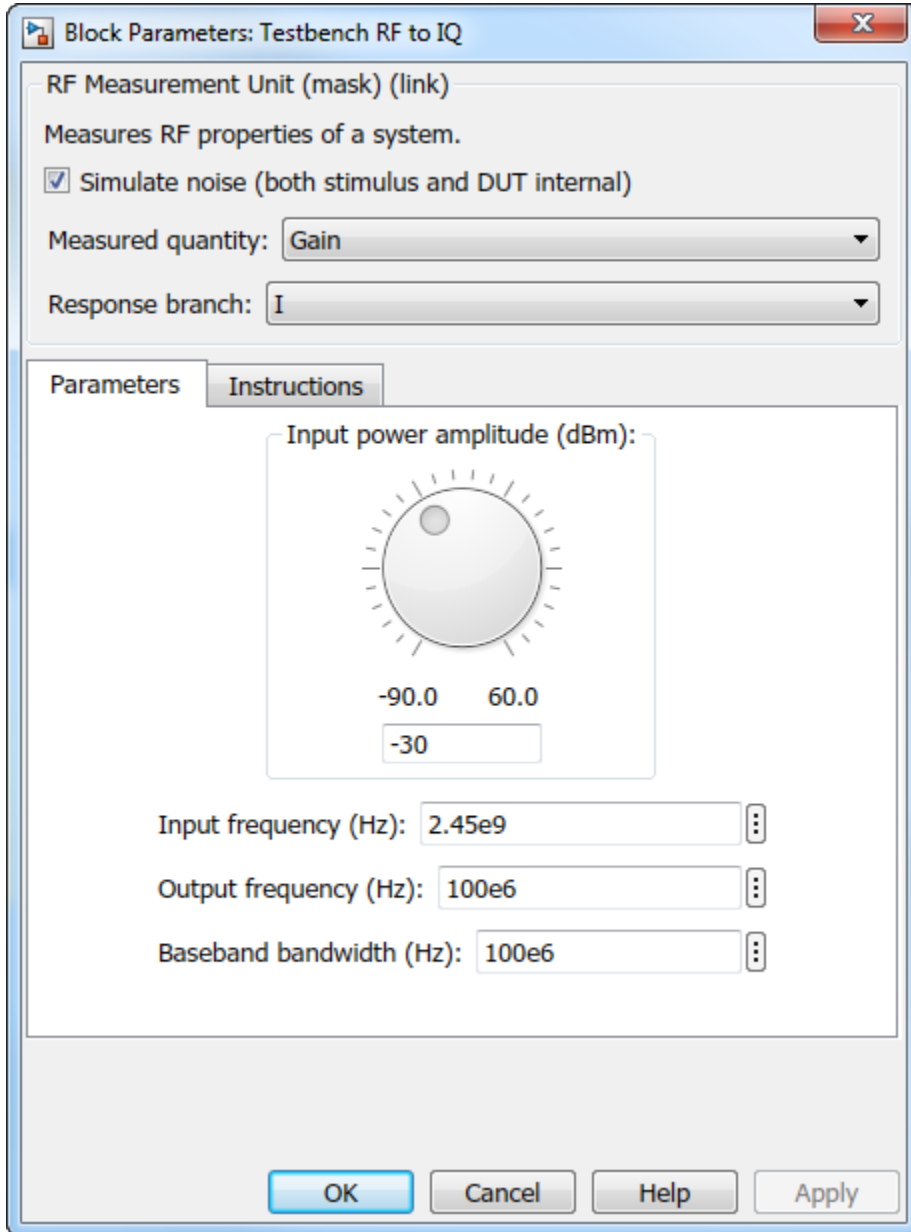 Block Parameters: Testbench RF to IQ
RF Measurement Unit (mask) (link)
Measures RF properties of a system.
Simulate noise (both stimulus and DUT internal)
Measured quantity: Gain
Response branch: I
Parameters Instructions
Input power amplitude (dBm):
-90.0 60.0
-30
Input frequency (Hz): 2.45e9
Output frequency (Hz): 100e6
Baseband bandwidth (Hz): 100e6
OK Cancel Help Apply